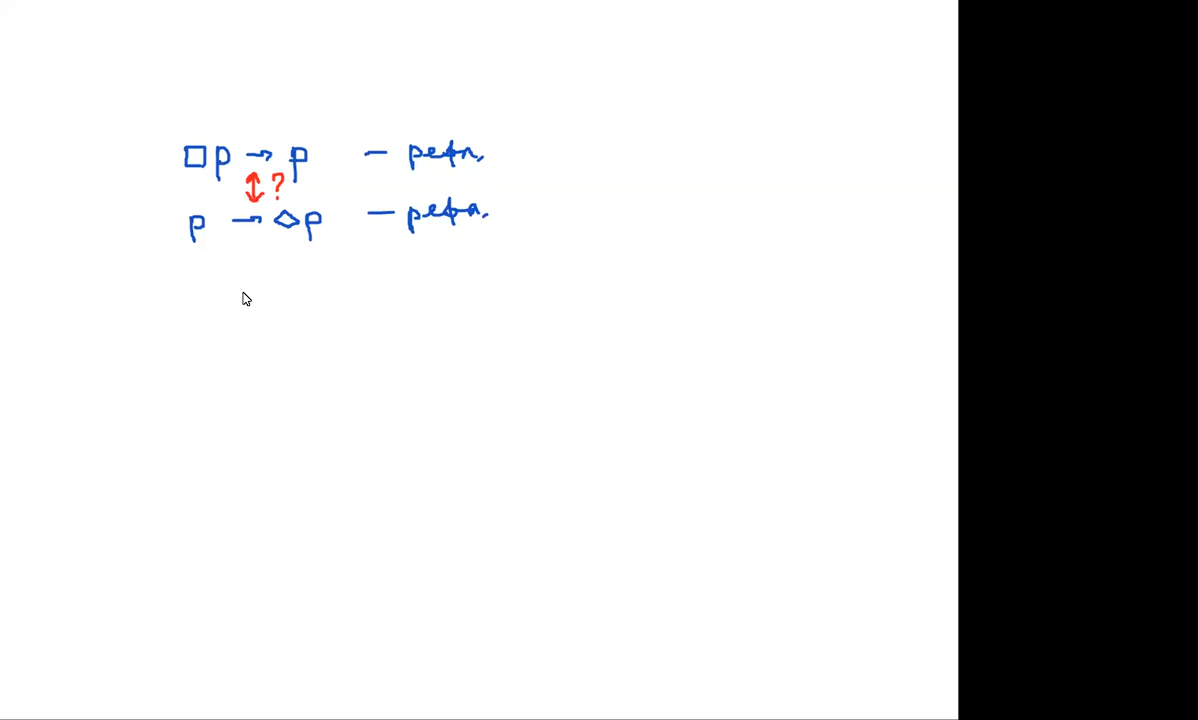 □p → p — рефл.
↕ ?
p → ◇p — рефл.